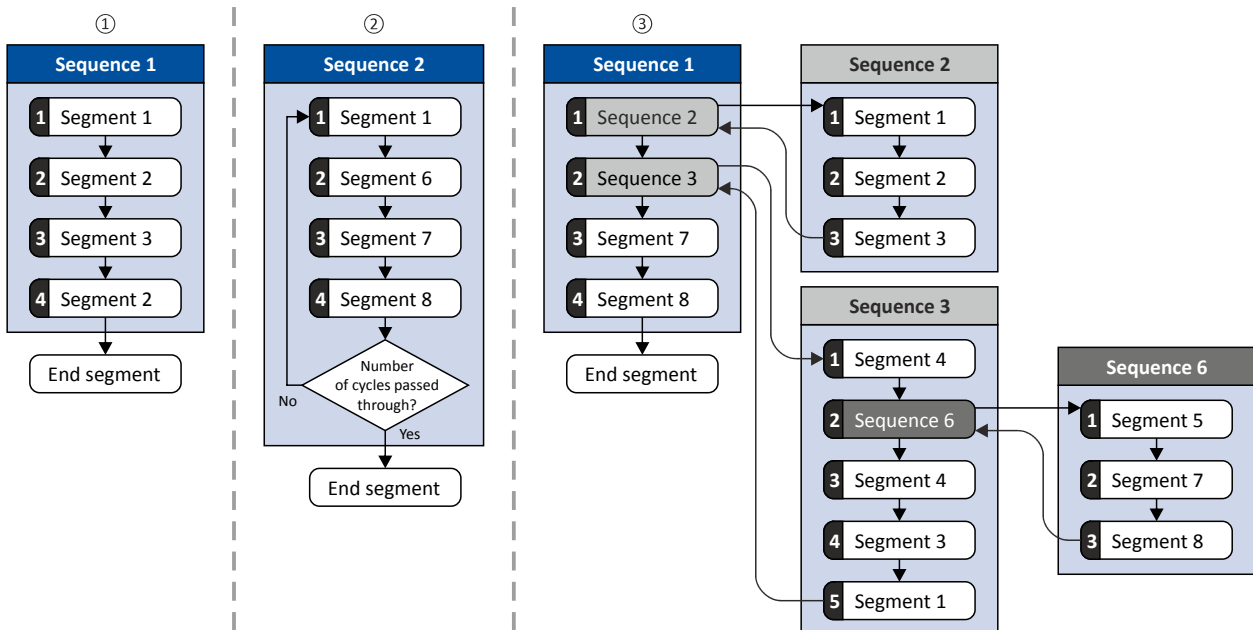 ①
Sequence 1
1 Segment 1
2 Segment 2
3 Segment 3
4 Segment 2
End segment
②
Sequence 2
1 Segment 1
2 Segment 6
3 Segment 7
4 Segment 8
Number
of cycles passed
through?
No
Yes
End segment
③
Sequence 1
1 Sequence 2
2 Sequence 3
3 Segment 7
4 Segment 8
End segment
Sequence 2
1 Segment 1
2 Segment 2
3 Segment 3
Sequence 3
1 Segment 4
2 Sequence 6
3 Segment 4
4 Segment 3
5 Segment 1
Sequence 6
1 Segment 5
2 Segment 7
3 Segment 8